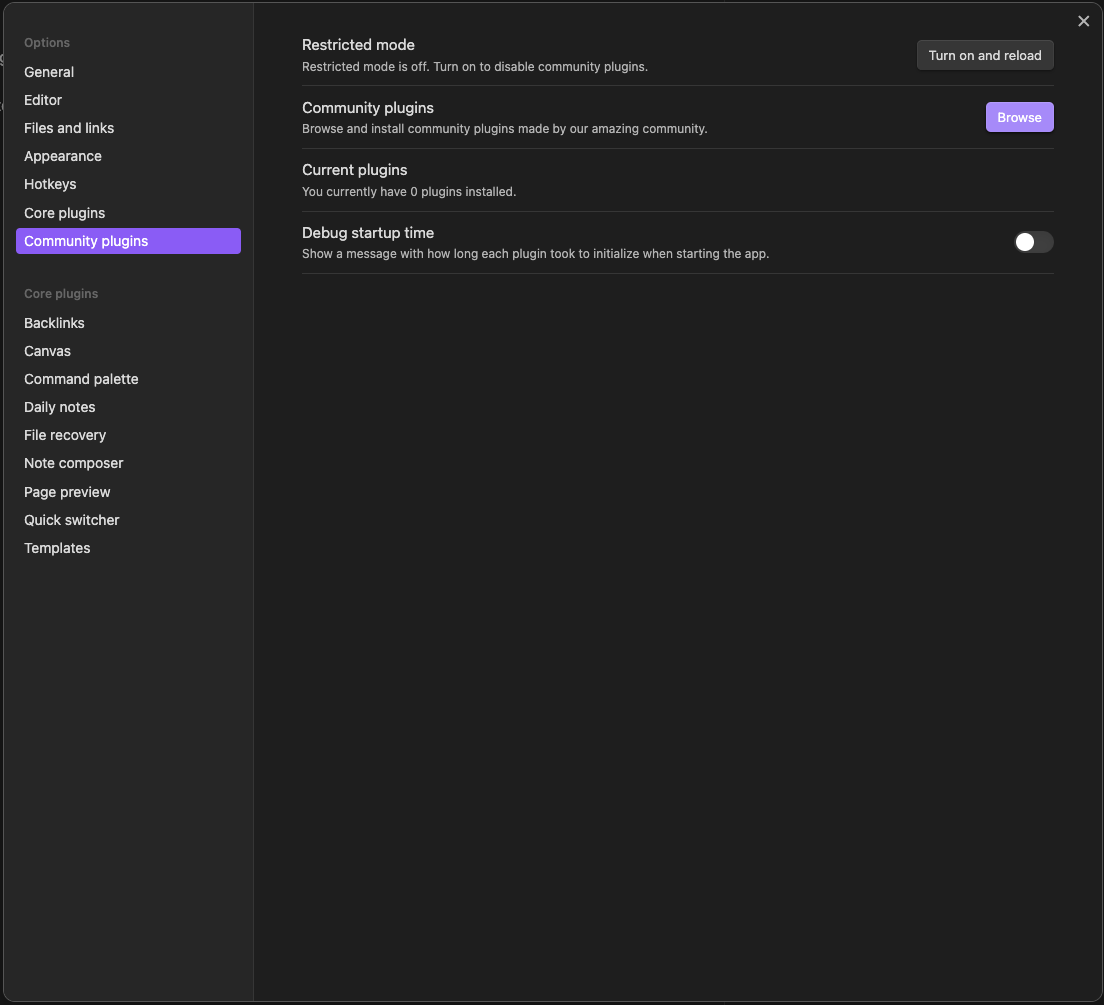 Options
General
Editor
Files and links
Appearance
Hotkeys
Core plugins
Community plugins
Core plugins
Backlinks
Canvas
Command palette
Daily notes
File recovery
Note composer
Page preview
Quick switcher
Templates
Restricted mode
Restricted mode is off. Turn on to disable community plugins.
Turn on and reload
Community plugins
Browse and install community plugins made by our amazing community.
Browse
Current plugins
You currently have 0 plugins installed.
Debug startup time
Show a message with how long each plugin took to initialize when starting the app.